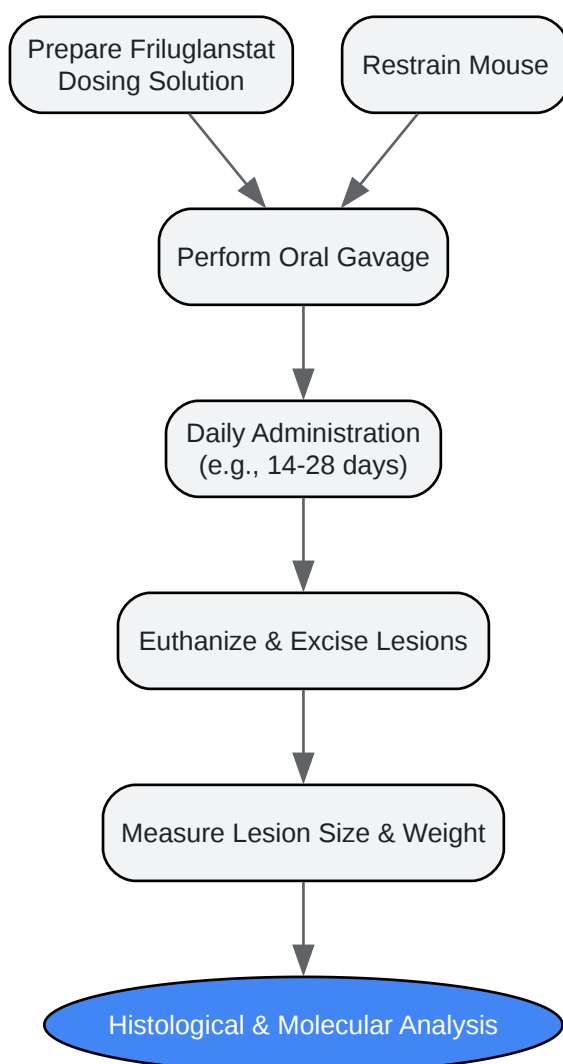 Prepare Friluglanstat
Dosing Solution
Restrain Mouse
Perform Oral Gavage
Daily Administration
(e.g., 14-28 days)
Euthanize & Excise Lesions
Measure Lesion Size & Weight
Histological & Molecular Analysis